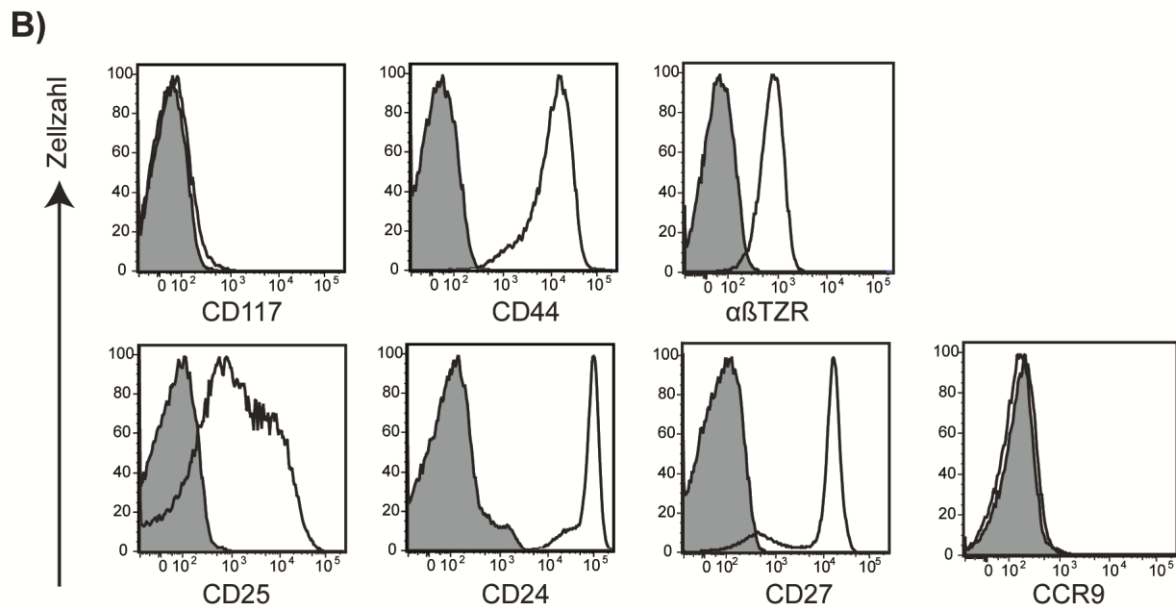 B)
Zellzahl
100 100 100
80 80 80
60 60 60
40 40 40
20 20 20
0 0 0
0 10² 10³ 10⁴ 10⁵ 0 10² 10³ 10⁴ 10⁵ 0 10² 10³ 10⁴ 10⁵
CD117 CD44 αßTZR
100 100 100 100
80 80 80 80
60 60 60 60
40 40 40 40
20 20 20 20
0 0 0 0
0 10² 10³ 10⁴ 10⁵ 0 10² 10³ 10⁴ 10⁵ 0 10² 10³ 10⁴ 10⁵ 0 10² 10³ 10⁴ 10⁵
CD25 CD24 CD27 CCR9